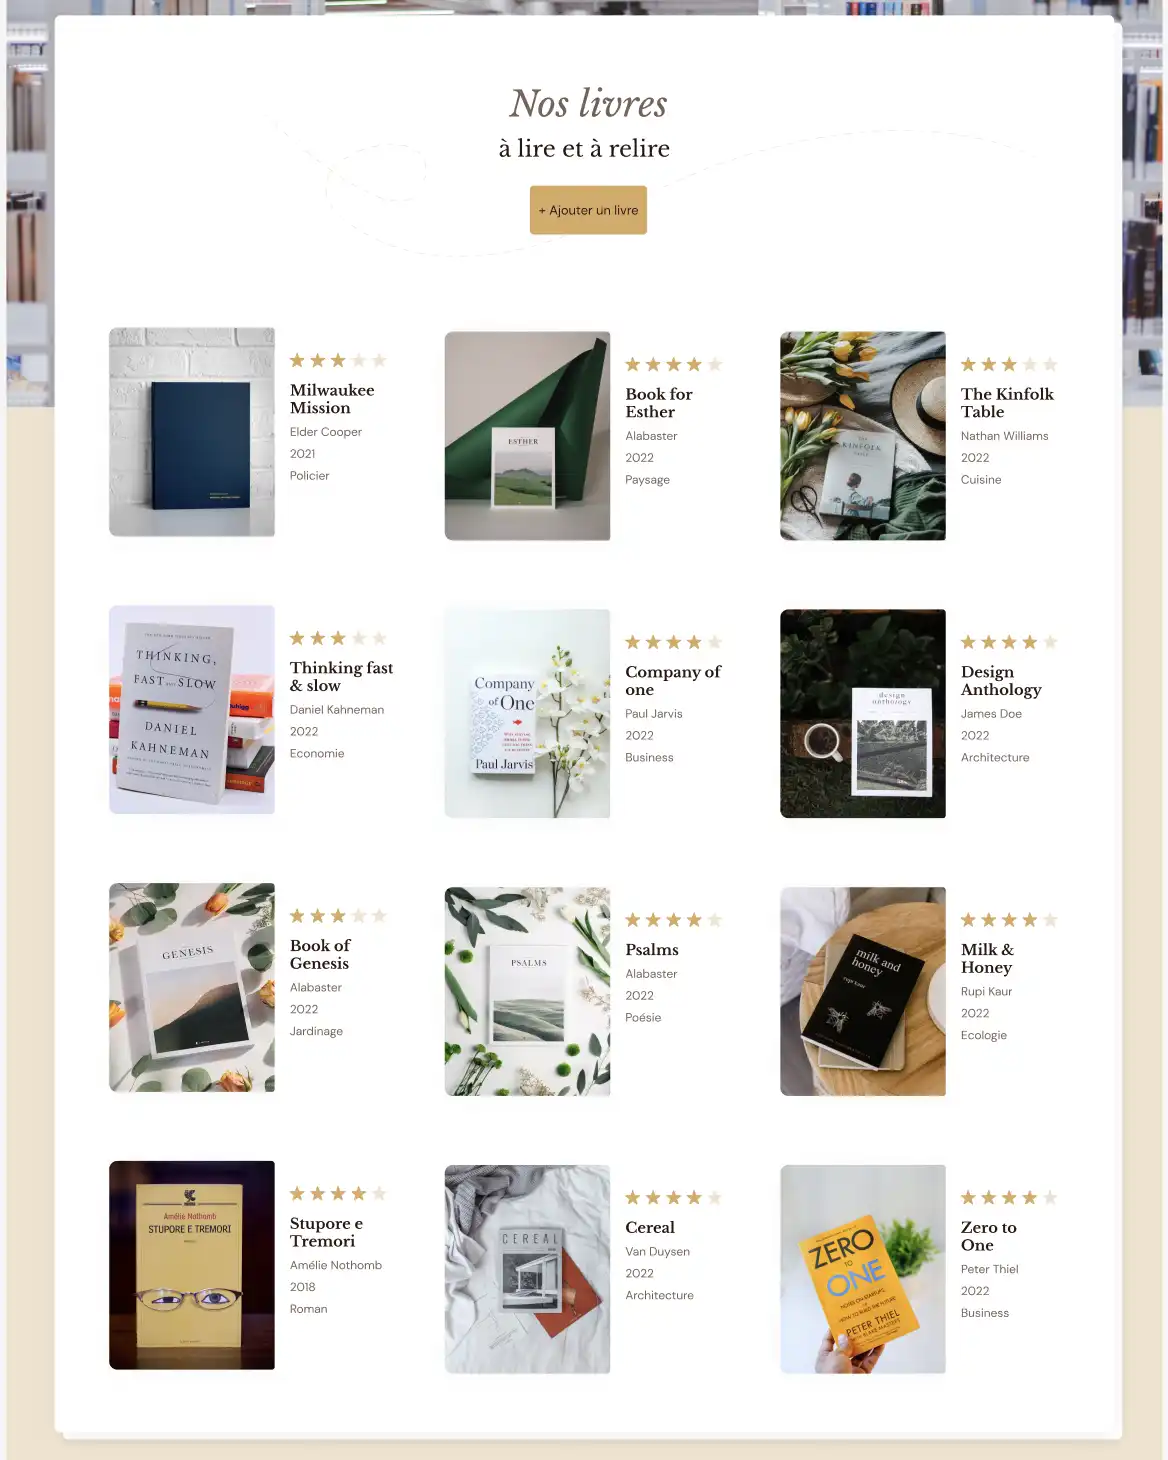 Nos livres
à lire et à relire
+ Ajouter un livre
Milwaukee
Mission
Elder Cooper
2021
Policier
ESTHER
Book for
Esther
Alabaster
2022
Paysage
THE
KINFOLK
TABLE
The Kinfolk
Table
Nathan Williams
2022
Cuisine
THINKING,
FAST AND SLOW
DANIEL
KAHNEMAN
Thinking fast
& slow
Daniel Kahneman
2022
Economie
Company
of One
Paul Jarvis
Company of
one
Paul Jarvis
2022
Business
design
anthology
Design
Anthology
James Doe
2022
Architecture
GENESIS
Book of
Genesis
Alabaster
2022
Jardinage
PSALMS
Psalms
Alabaster
2022
Poésie
milk and
honey
rupi kaur
Milk &
Honey
Rupi Kaur
2022
Ecologie
Amélie Nothomb
STUPORE E TREMORI
Stupore e
Tremori
Amélie Nothomb
2018
Roman
CEREAL
Cereal
Van Duysen
2022
Architecture
ZERO
TO
ONE
NOTES ON STARTUPS,
OR
HOW TO BUILD THE FUTURE
PETER THIEL
WITH BLAKE MASTERS
Zero to
One
Peter Thiel
2022
Business